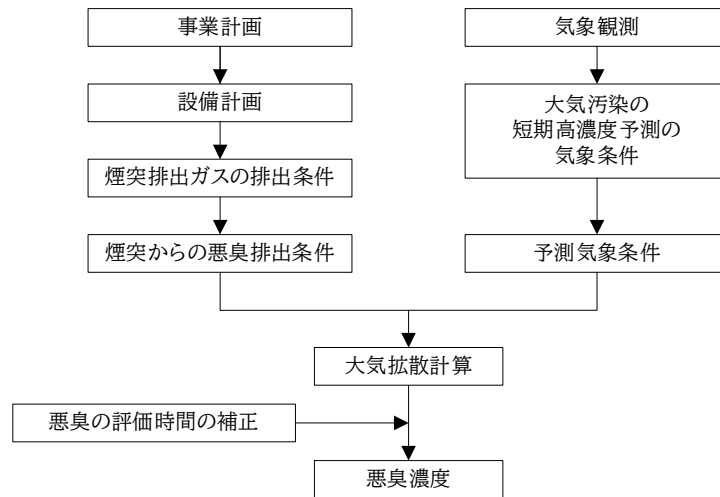 事業計画
気象観測
設備計画
大気汚染の
短期高濃度予測の
気象条件
煙突排出ガスの排出条件
煙突からの悪臭排出条件
予測気象条件
大気拡散計算
悪臭の評価時間の補正
悪臭濃度